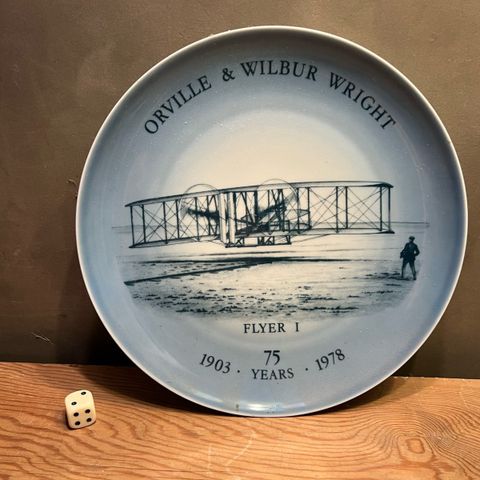 ORVILLE & WILBUR WRIGHT
FLYER I
75
1903 · YEARS · 1978